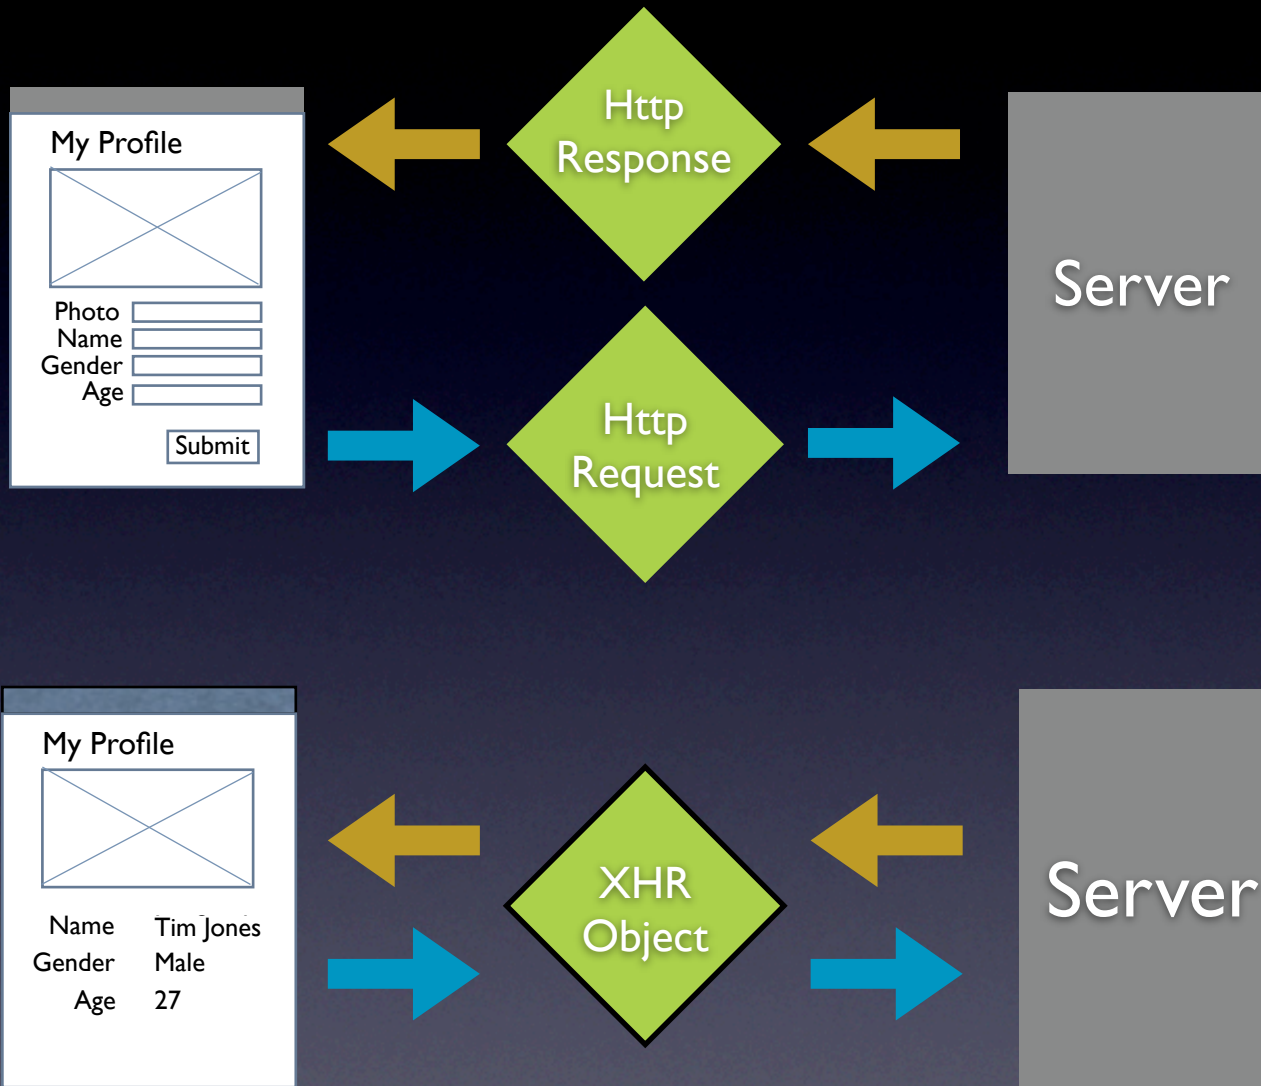 My Profile
Photo
Name
Gender
Age
Submit
Http
Response
Http
Request
Server
My Profile
Name Tim Jones
Gender Male
Age 27
XHR
Object
Server